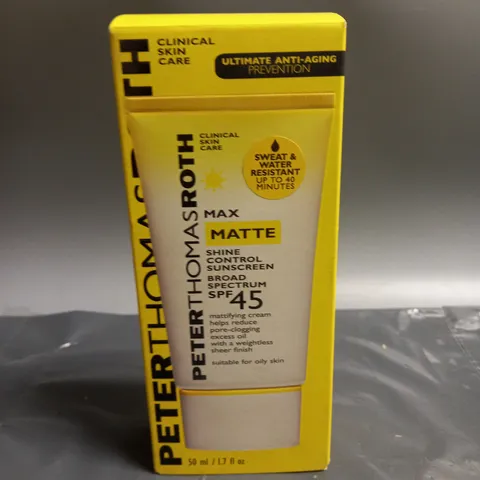 PETERTHOMASROTH
CLINICAL
SKIN
CARE
ULTIMATE ANTI-AGING
PREVENTION
PETERTHOMASROTH
CLINICAL
SKIN
CARE
SWEAT &
WATER
RESISTANT
UP TO 40
MINUTES
MAX
MATTE
SHINE
CONTROL
SUNSCREEN
BROAD
SPECTRUM
SPF 45
mattifying cream
helps reduce
pore-clogging
excess oil
with a weightless
sheer finish
suitable for oily skin
50 ml / 1.7 fl oz